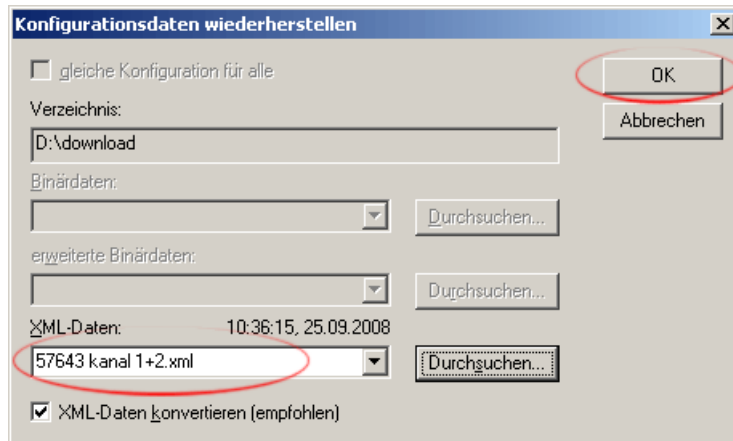 Konfigurationsdaten wiederherstellen
gleiche Konfiguration für alle
OK
Verzeichnis:
Abbrechen
D:\download
Binärdaten:
Durchsuchen...
erweiterte Binärdaten:
Durchsuchen...
XML-Daten: 10:36:15, 25.09.2008
57643 kanal 1+2.xml
Durchsuchen...
XML-Daten konvertieren (empfohlen)